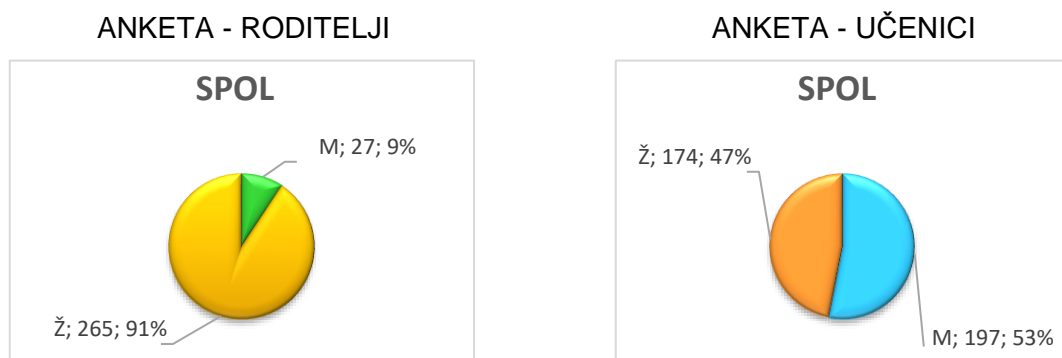 ANKETA - RODITELJI
SPOL
M; 27; 9%
Ž; 265; 91%
ANKETA - UČENICI
SPOL
Ž; 174; 47%
M; 197; 53%